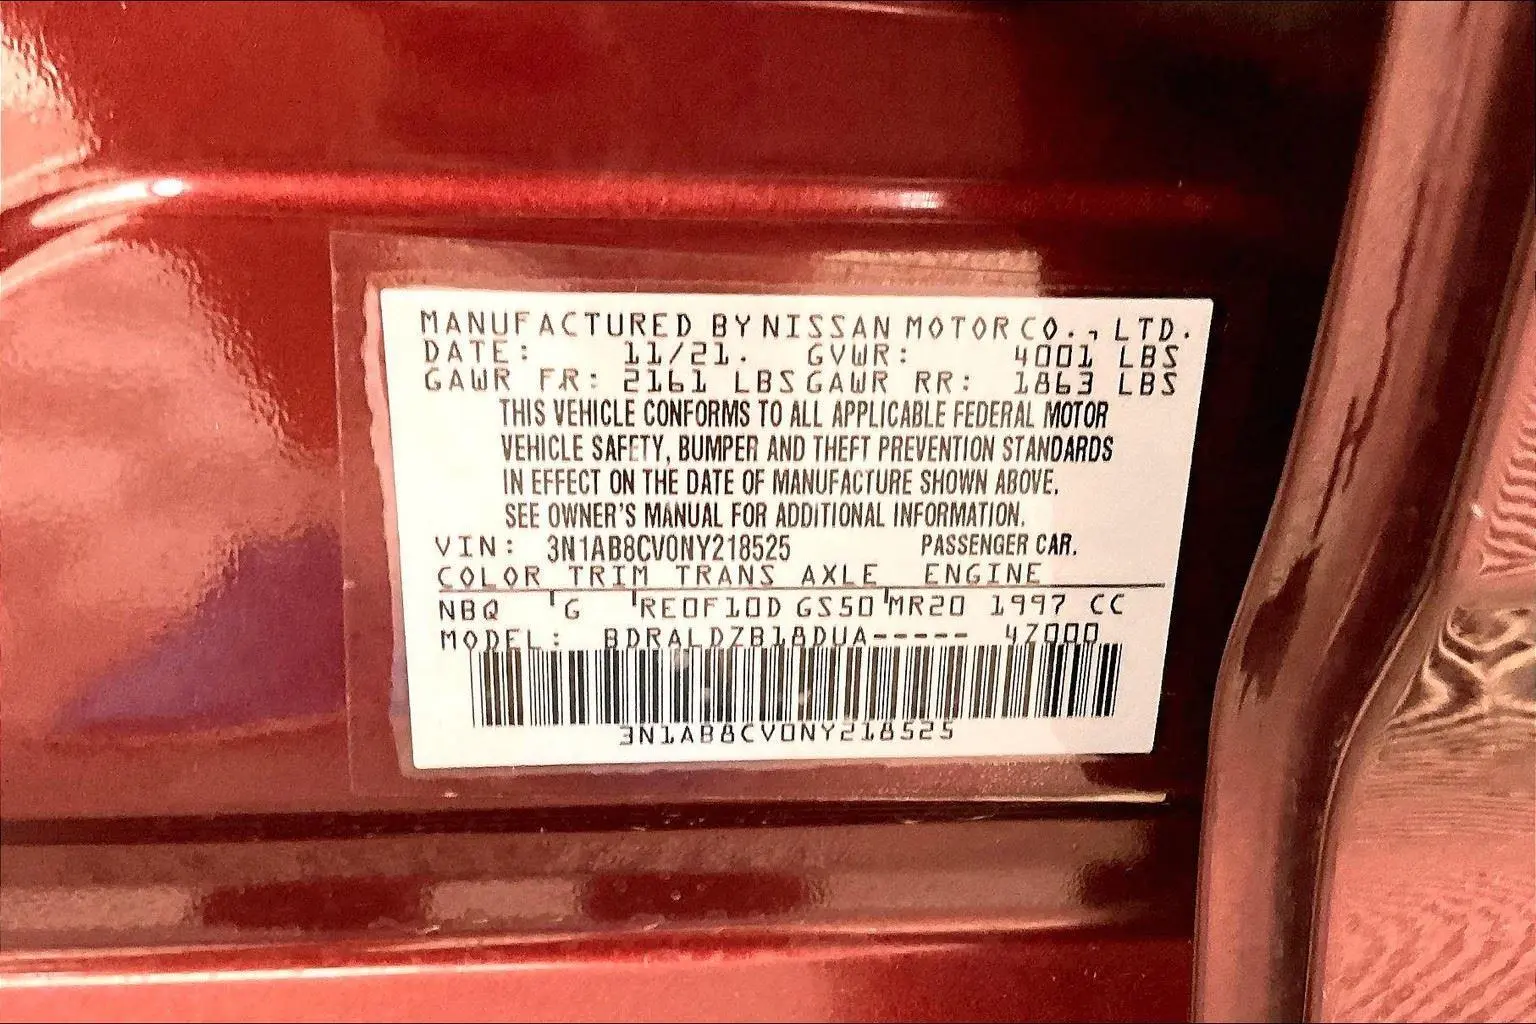 MANUFACTURED BY NISSAN MOTOR CO., LTD.
DATE: 11/21. GVWR: 4001 LBS
GAWR FR: 2161 LBS GAWR RR: 1863 LBS
THIS VEHICLE CONFORMS TO ALL APPLICABLE FEDERAL MOTOR
VEHICLE SAFETY, BUMPER AND THEFT PREVENTION STANDARDS
IN EFFECT ON THE DATE OF MANUFACTURE SHOWN ABOVE.
SEE OWNER'S MANUAL FOR ADDITIONAL INFORMATION.
VIN: 3N1AB8CV0NY218525 PASSENGER CAR.
COLOR TRIM TRANS AXLE ENGINE
NBQ G RE0F10D GS50 MR20 1997 CC
MODEL: BDRALDZB18DUA----- 4Z000
3N1AB8CV0NY218525